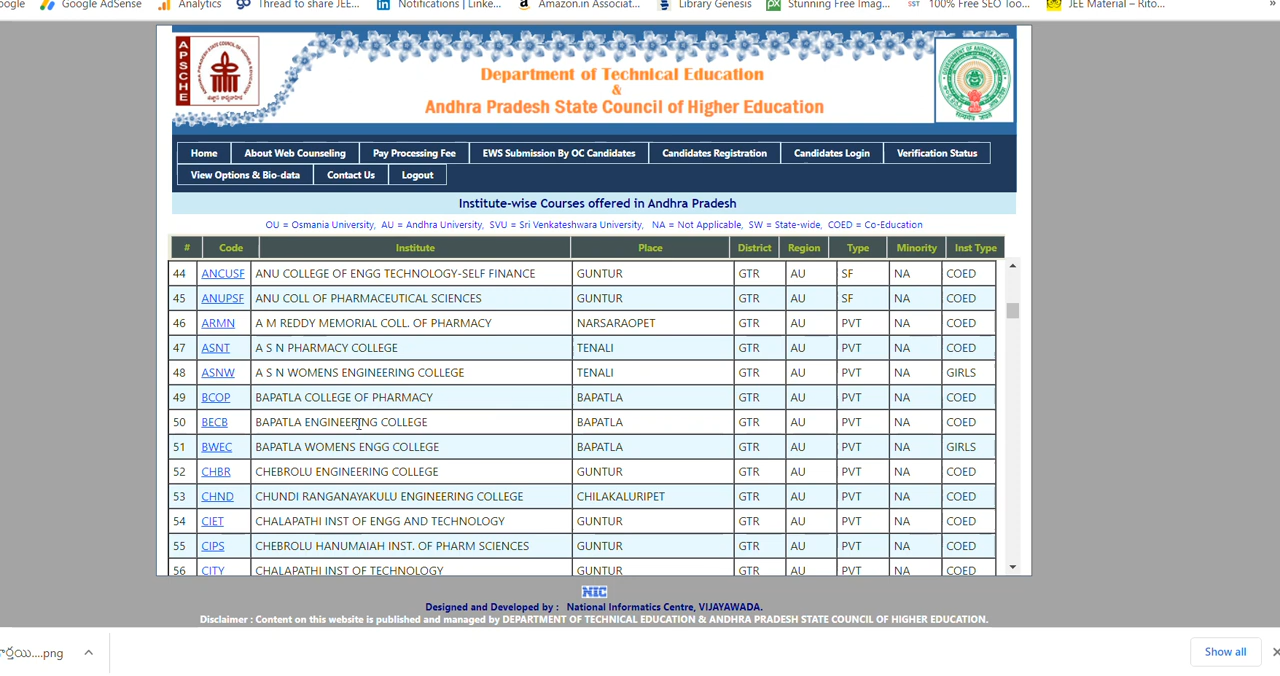 oogle Google AdSense Analytics Thread to share JEE... Notifications | Linke... Amazon.in Associat... Library Genesis Stunning Free Imag... 100% Free SEO Too... JEE Material – Rito... »
APSCHE
Department of Technical Education
&
Andhra Pradesh State Council of Higher Education
Home About Web Counseling Pay Processing Fee EWS Submission By OC Candidates Candidates Registration Candidates Login Verification Status
View Options & Bio-data Contact Us Logout
Institute-wise Courses offered in Andhra Pradesh
OU = Osmania University, AU = Andhra University, SVU = Sri Venkateshwara University, NA = Not Applicable, SW = State-wide, COED = Co-Education
# Code Institute Place District Region Type Minority Inst Type
44 ANCUSF ANU COLLEGE OF ENGG TECHNOLOGY-SELF FINANCE GUNTUR GTR AU SF NA COED
45 ANUPSF ANU COLL OF PHARMACEUTICAL SCIENCES GUNTUR GTR AU SF NA COED
46 ARMN A M REDDY MEMORIAL COLL. OF PHARMACY NARSARAOPET GTR AU PVT NA COED
47 ASNT A S N PHARMACY COLLEGE TENALI GTR AU PVT NA COED
48 ASNW A S N WOMENS ENGINEERING COLLEGE TENALI GTR AU PVT NA GIRLS
49 BCOP BAPATLA COLLEGE OF PHARMACY BAPATLA GTR AU PVT NA COED
50 BECB BAPATLA ENGINEERING COLLEGE BAPATLA GTR AU PVT NA COED
51 BWEC BAPATLA WOMENS ENGG COLLEGE BAPATLA GTR AU PVT NA GIRLS
52 CHBR CHEBROLU ENGINEERING COLLEGE GUNTUR GTR AU PVT NA COED
53 CHND CHUNDI RANGANAYAKULU ENGINEERING COLLEGE CHILAKALURIPET GTR AU PVT NA COED
54 CIET CHALAPATHI INST OF ENGG AND TECHNOLOGY GUNTUR GTR AU PVT NA COED
55 CIPS CHEBROLU HANUMAIAH INST. OF PHARM SCIENCES GUNTUR GTR AU PVT NA COED
56 CITY CHALAPATHI INST OF TECHNOLOGY GUNTUR GTR AU PVT NA COED
NIC
Designed and Developed by : National Informatics Centre, VIJAYAWADA.
Disclaimer : Content on this website is published and managed by DEPARTMENT OF TECHNICAL EDUCATION & ANDHRA PRADESH STATE COUNCIL OF HIGHER EDUCATION.
....png Show all